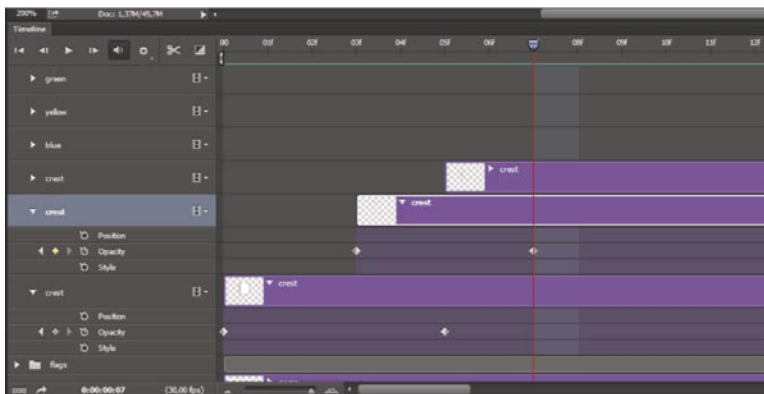 200%
Doc: 1,37M/45,7M
Timeline
00 01f 02f 03f 04f 05f 06f 08f 09f 10f 11f 12f
green
yellow
blue
crest
crest
crest
crest
Position
Opacity
Style
crest
crest
Position
Opacity
Style
flags
0:00:00:07 (30,00 fps)